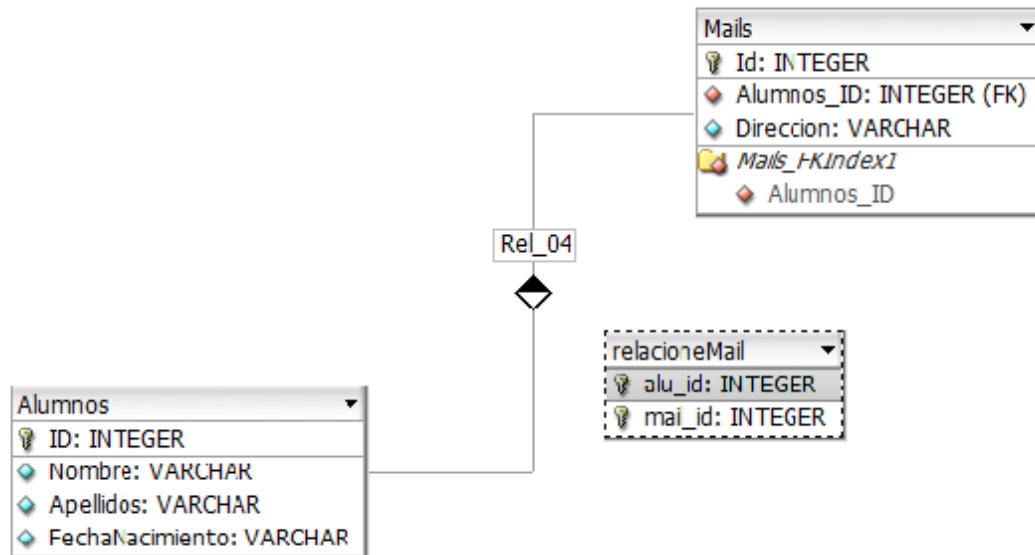 Mails
Id: INTEGER
Alumnos_ID: INTEGER (FK)
Direccion: VARCHAR
Mails_FKIndex1
Alumnos_ID
Rel_04
relacioneMail
alu_id: INTEGER
mai_id: INTEGER
Alumnos
ID: INTEGER
Nombre: VARCHAR
Apellidos: VARCHAR
FechaNacimiento: VARCHAR